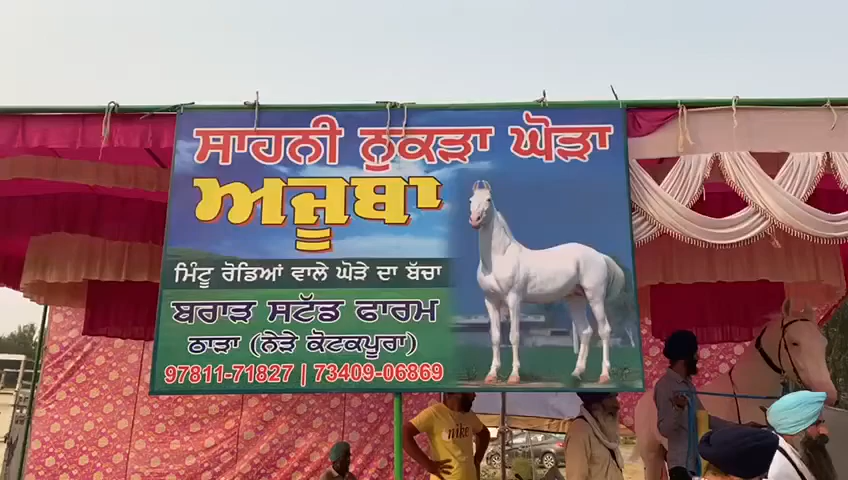 ਸਾਹਨੀ ਨੁਕੜਾ ਘੋੜਾ
ਅਜੂਬਾ
ਮਿੰਟੂ ਰੋਡਿਆਂ ਵਾਲੇ ਘੋੜੇ ਦਾ ਬੱਚਾ
ਬਰਾੜ ਸਟੱਡ ਫਾਰਮ
ਠਾੜਾ (ਨੇੜੇ ਕੋਟਕਪੂਰਾ)
97811-71827 | 73409-06869
NIKE